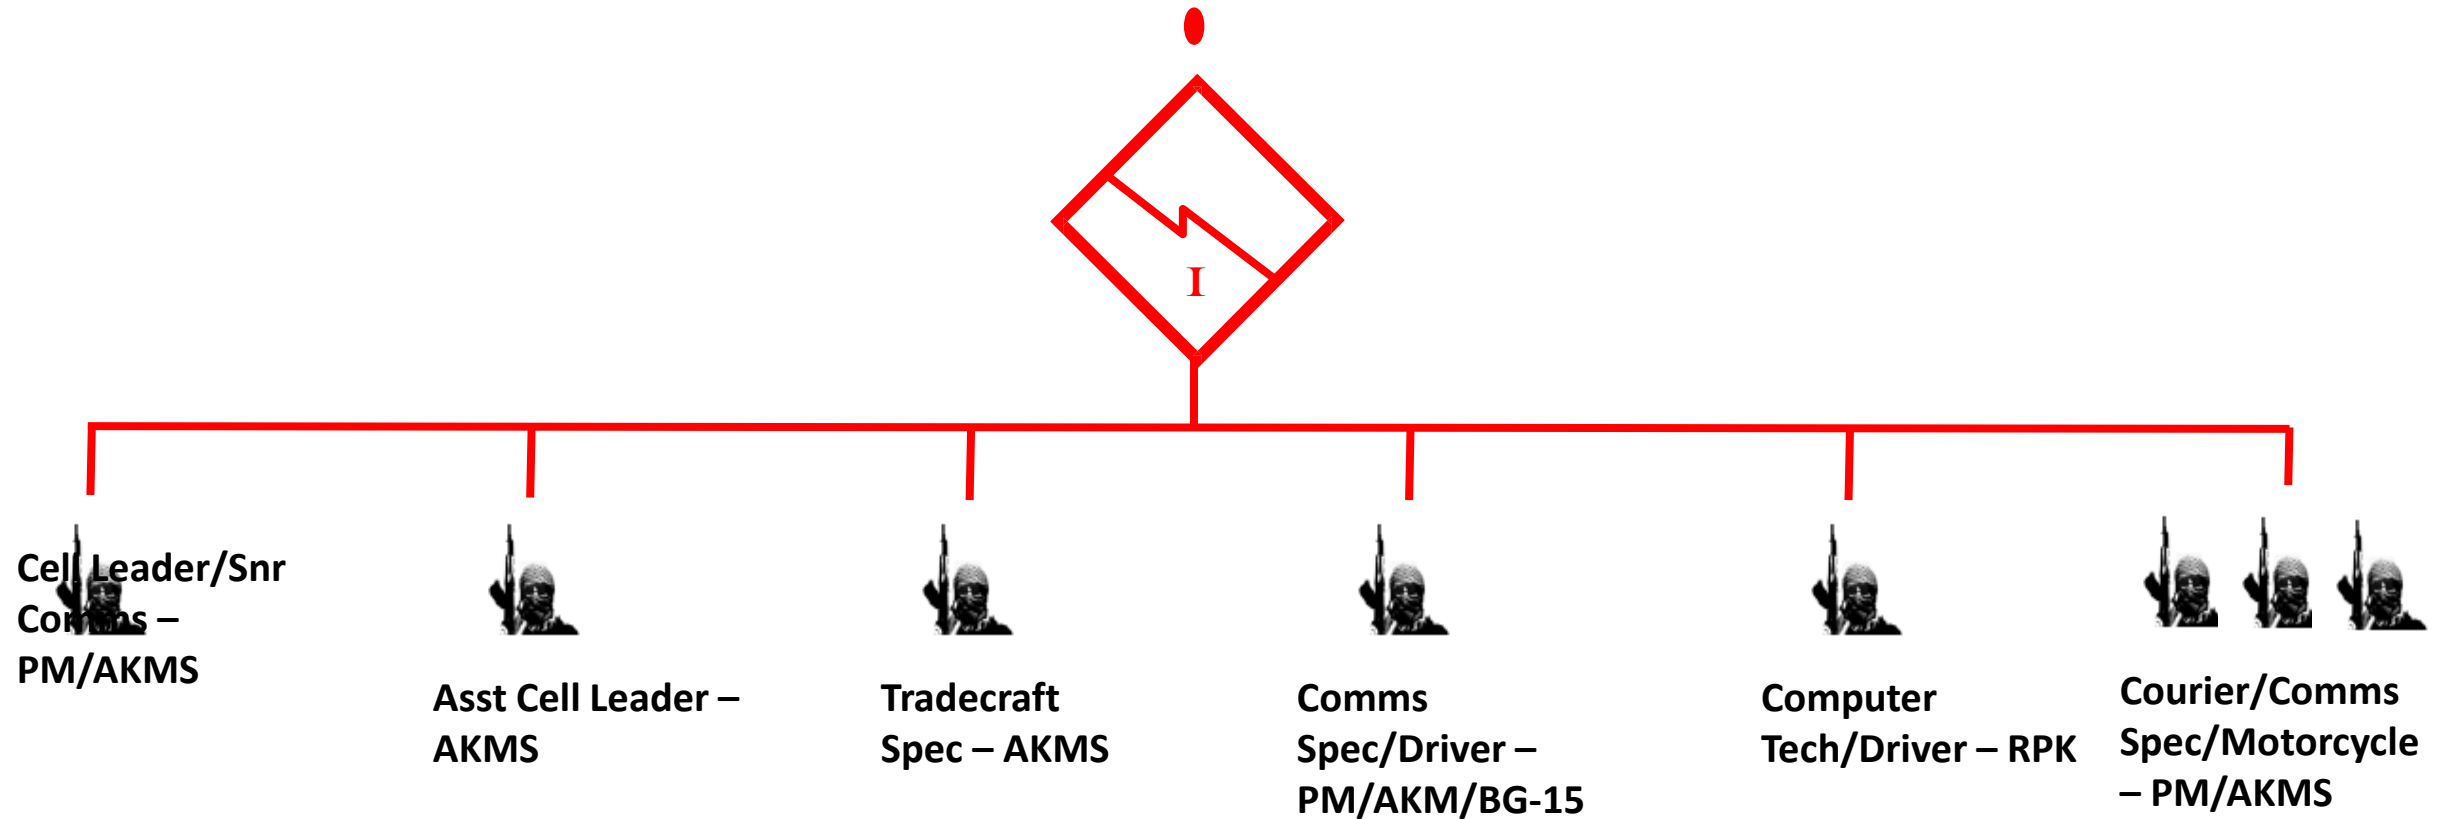 I
Cell Leader/Snr
Comms –
PM/AKMS
Asst Cell Leader –
AKMS
Tradecraft
Spec – AKMS
Comms
Spec/Driver –
PM/AKM/BG-15
Computer
Tech/Driver – RPK
Courier/Comms
Spec/Motorcycle
– PM/AKMS